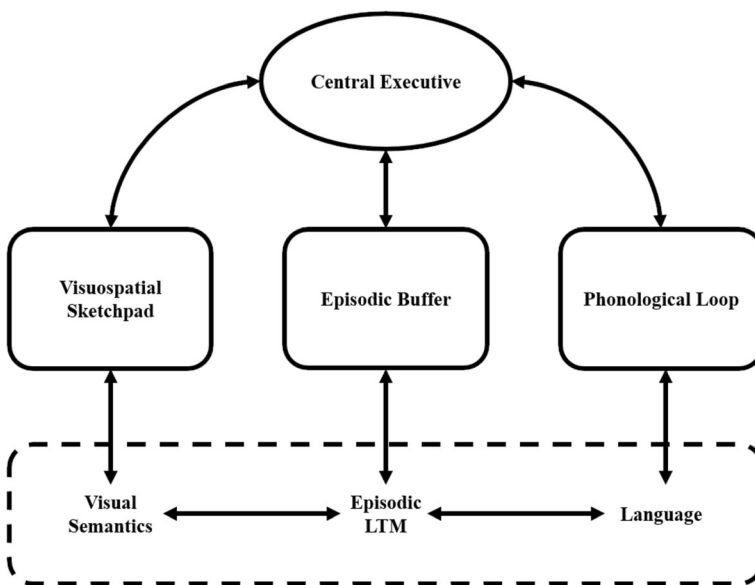 Central Executive
Visuospatial
Sketchpad
Episodic Buffer
Phonological Loop
Visual
Semantics
Episodic
LTM
Language